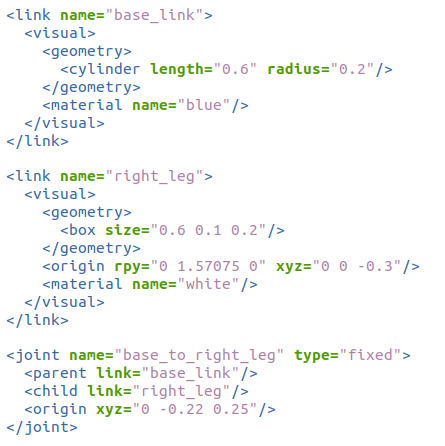 <link name="base_link">
  <visual>
    <geometry>
      <cylinder length="0.6" radius="0.2"/>
    </geometry>
    <material name="blue"/>
  </visual>
</link>

<link name="right_leg">
  <visual>
    <geometry>
      <box size="0.6 0.1 0.2"/>
    </geometry>
    <origin rpy="0 1.57075 0" xyz="0 0 -0.3"/>
    <material name="white"/>
  </visual>
</link>

<joint name="base_to_right_leg" type="fixed">
  <parent link="base_link"/>
  <child link="right_leg"/>
  <origin xyz="0 -0.22 0.25"/>
</joint>